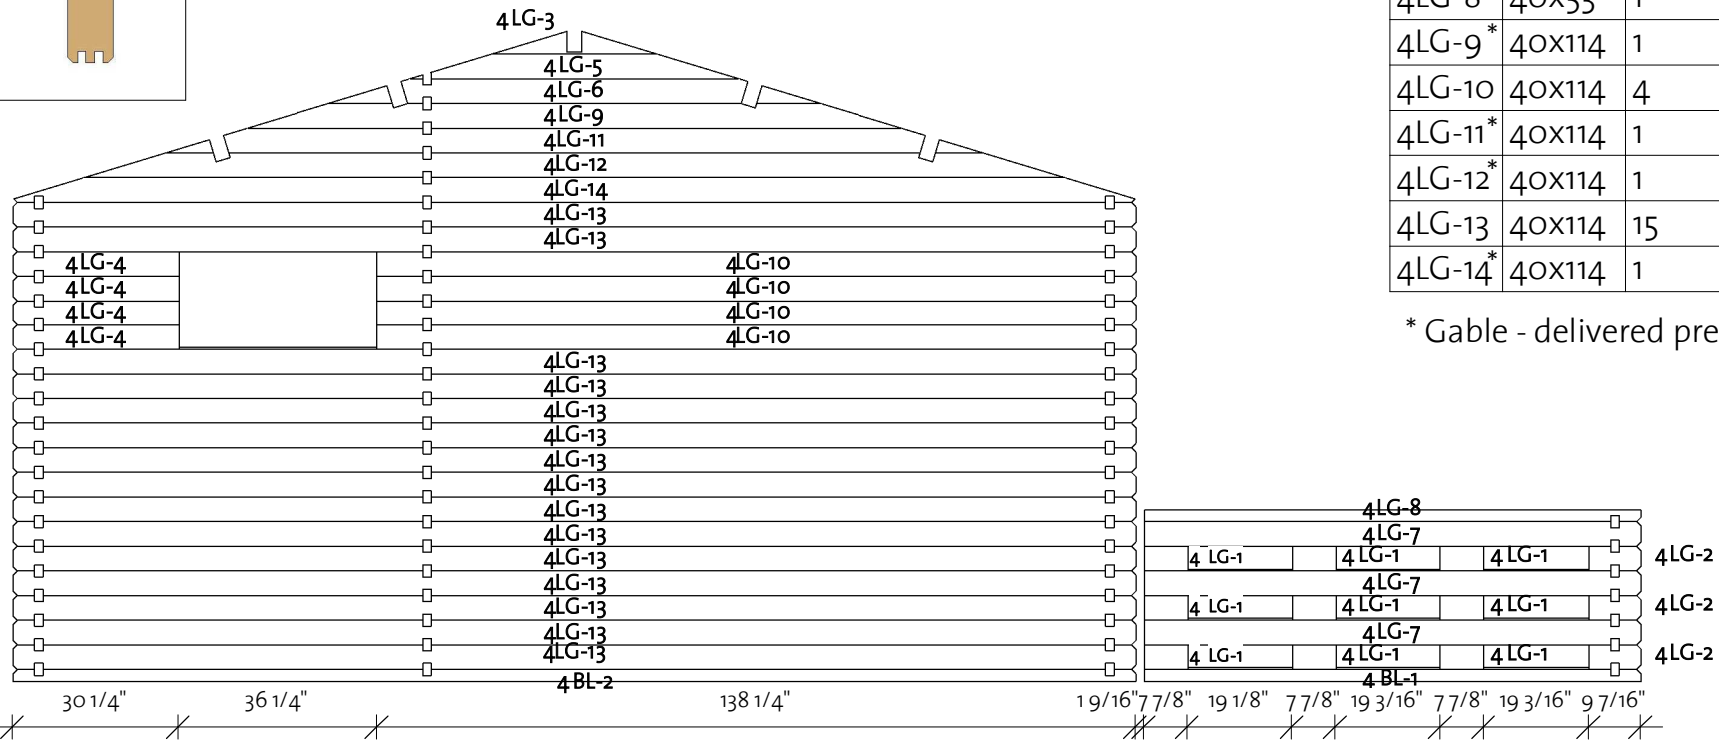 4LG-3
4LG-5
4LG-6
4LG-9
4LG-11
4LG-12
4LG-14
4LG-13
4LG-13
4LG-4 4LG-10
4LG-4 4LG-10
4LG-4 4LG-10
4LG-4 4LG-10
4LG-13
4LG-13
4LG-13
4LG-13
4LG-13
4LG-13
4LG-13
4LG-13
4LG-13
4LG-13
4LG-13
4LG-13
4LG-13
4BL-2
4LG-8 40x55 1
4LG-9* 40x114 1
4LG-10 40x114 4
4LG-11* 40x114 1
4LG-12* 40x114 1
4LG-13 40x114 15
4LG-14* 40x114 1
* Gable - delivered pre
4LG-8
4LG-7
4 LG-1 4 LG-1 4 LG-1 4LG-2
4LG-7
4 LG-1 4 LG-1 4 LG-1 4LG-2
4LG-7
4 LG-1 4 LG-1 4 LG-1 4LG-2
4BL-1
30 1/4" 36 1/4" 138 1/4" 1 9/16" 7 7/8" 19 1/8" 7 7/8" 19 3/16" 7 7/8" 19 3/16" 9 7/16"